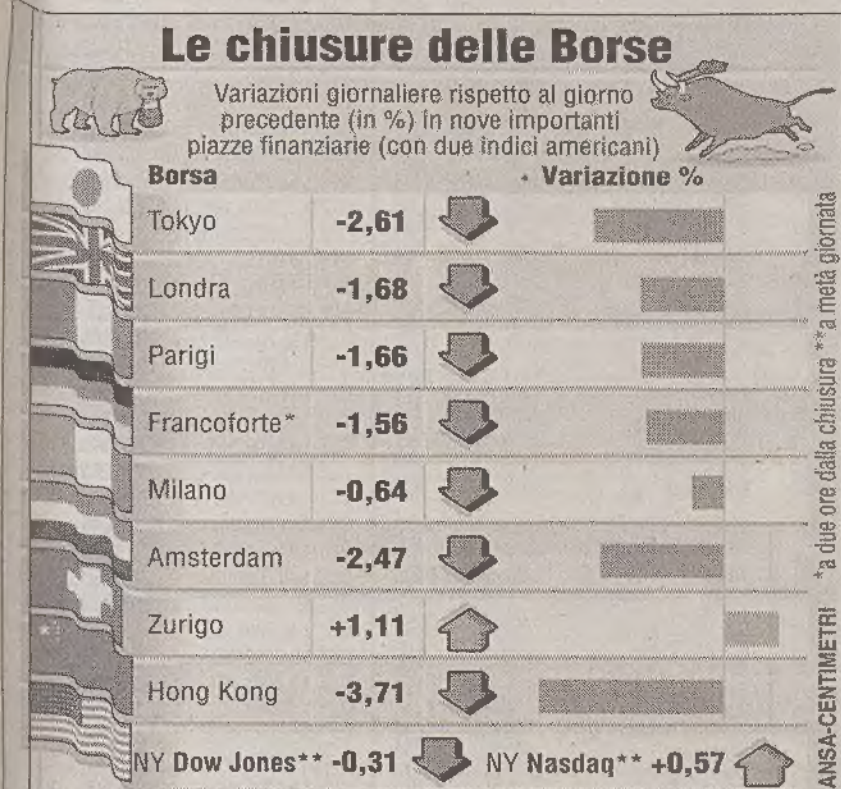 Le chiusure delle Borse
Variazioni giornaliere rispetto al giorno
precedente (in %) in nove importanti
piazze finanziarie (con due indici americani)
Borsa Variazione %
Tokyo -2,61
Londra -1,68
Parigi -1,66
Francoforte* -1,56
Milano -0,64
Amsterdam -2,47
Zurigo +1,11
Hong Kong -3,71
NY Dow Jones** -0,31 NY Nasdaq** +0,57
ANSA-CENTIMETRI *a due ore dalla chiusura **a metà giornata